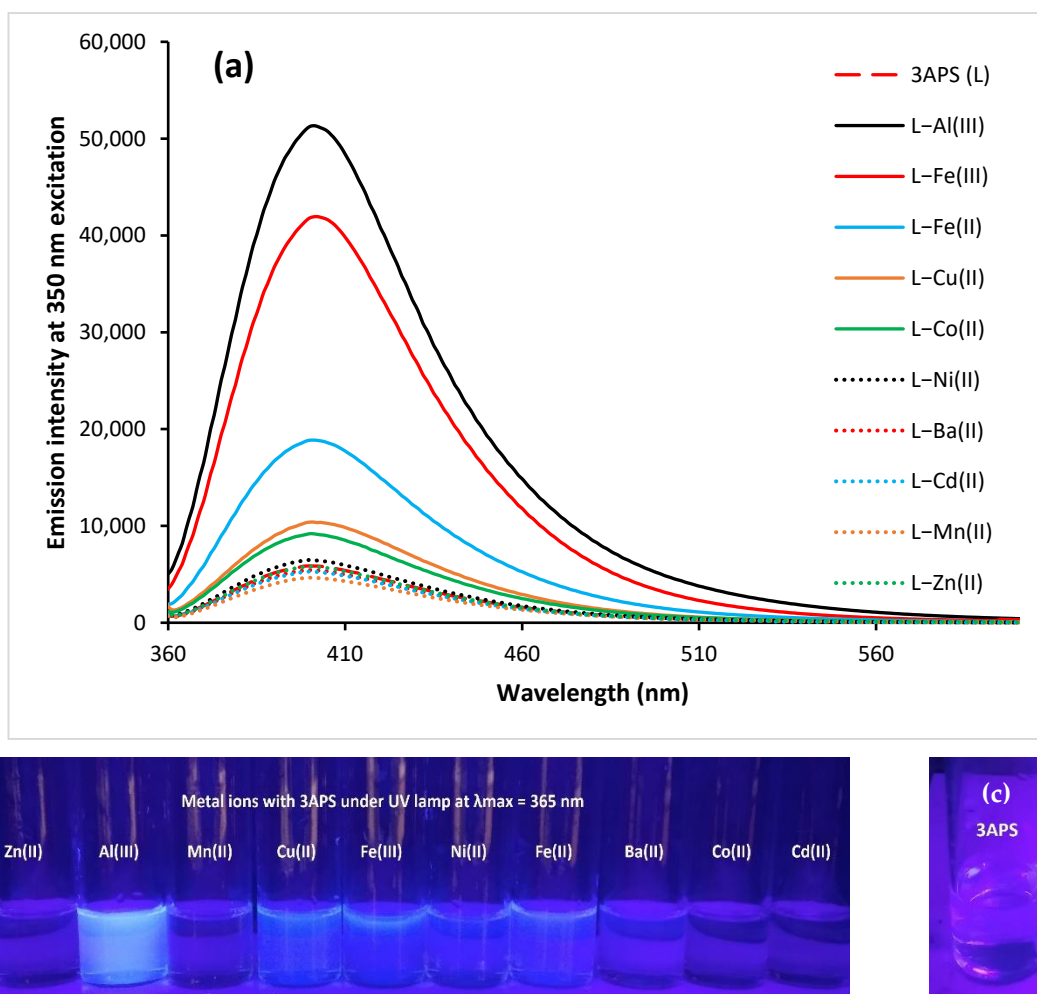 60,000
50,000
40,000
30,000
20,000
10,000
0
Emission intensity at 350 nm excitation
(a)
360 410 460 510 560
Wavelength (nm)
3APS (L)
L−Al(III)
L−Fe(III)
L−Fe(II)
L−Cu(II)
L−Co(II)
L−Ni(II)
L−Ba(II)
L−Cd(II)
L−Mn(II)
L−Zn(II)
Metal ions with 3APS under UV lamp at λmax = 365 nm
Zn(II) Al(III) Mn(II) Cu(II) Fe(III) Ni(II) Fe(II) Ba(II) Co(II) Cd(II)
(c)
3APS